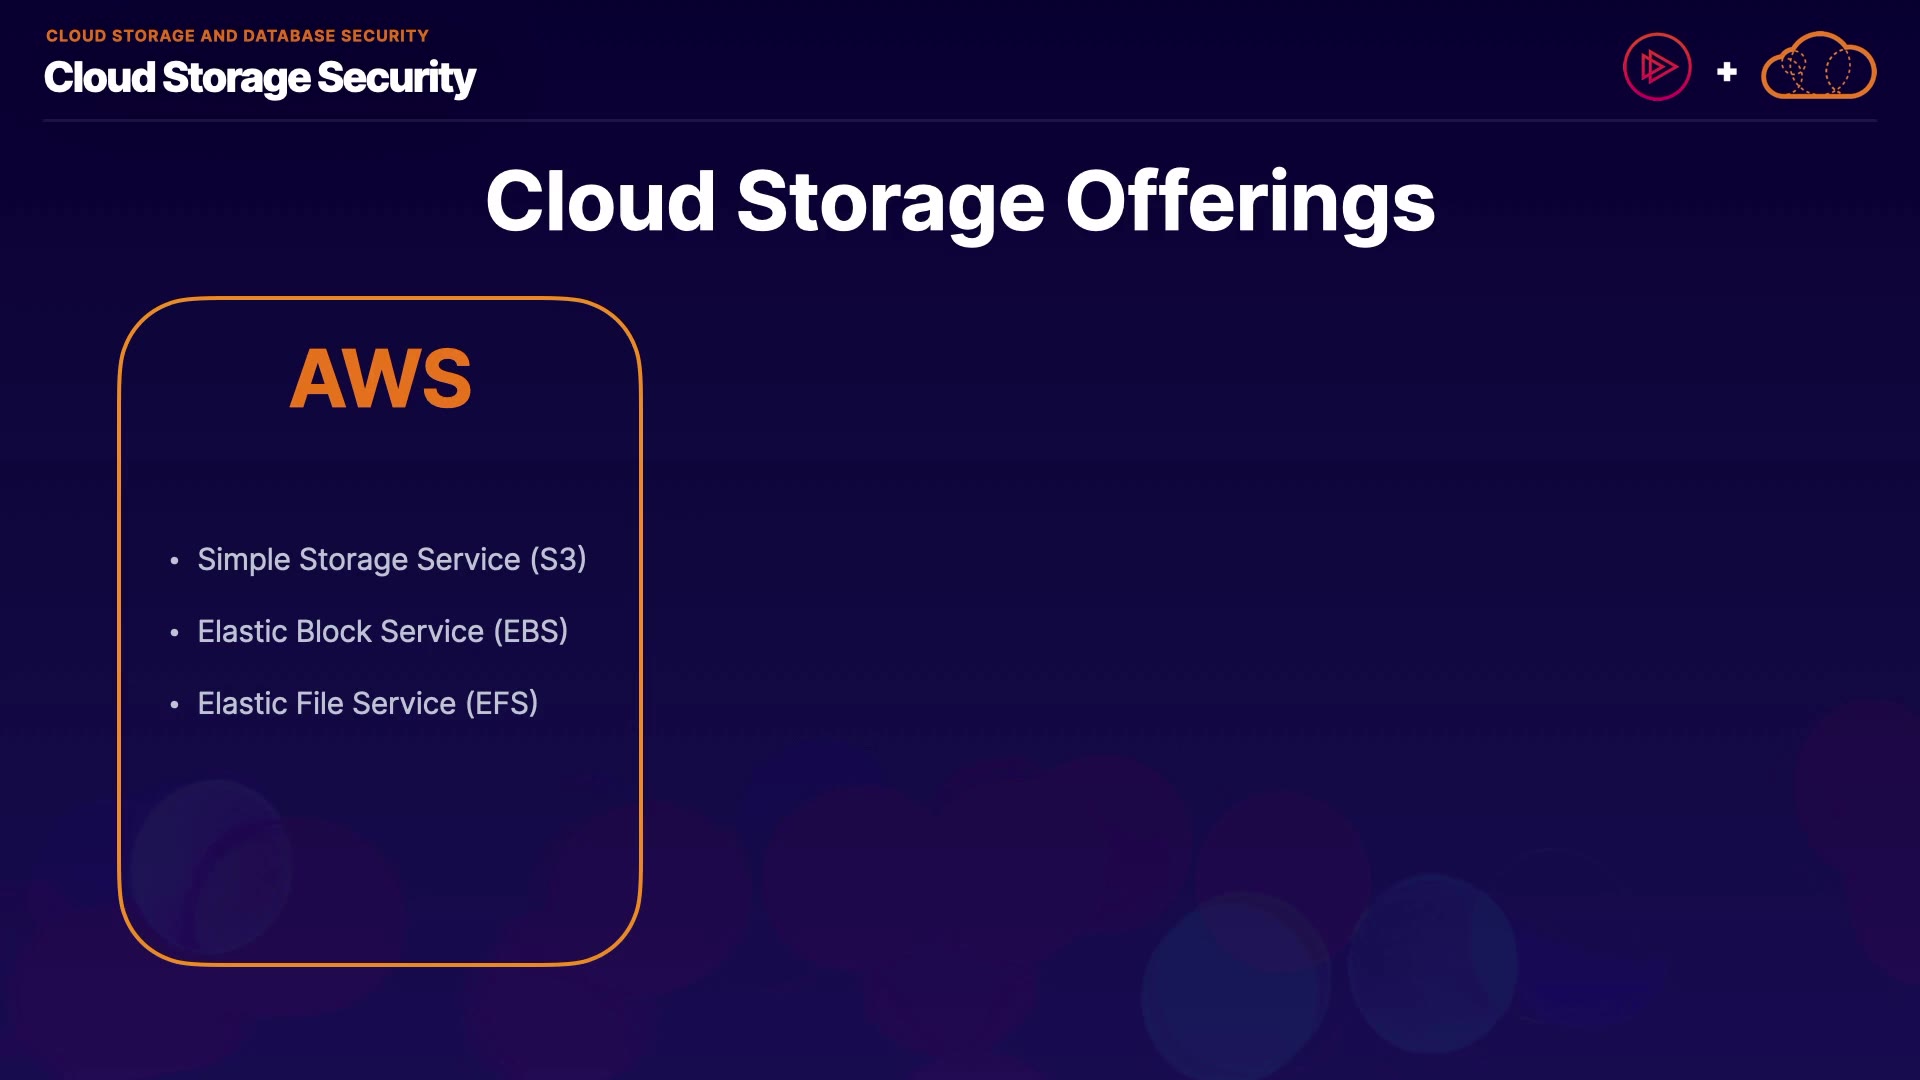 CLOUD STORAGE AND DATABASE SECURITY
Cloud Storage Security
Cloud Storage Offerings
AWS
• Simple Storage Service (S3)
• Elastic Block Service (EBS)
• Elastic File Service (EFS)